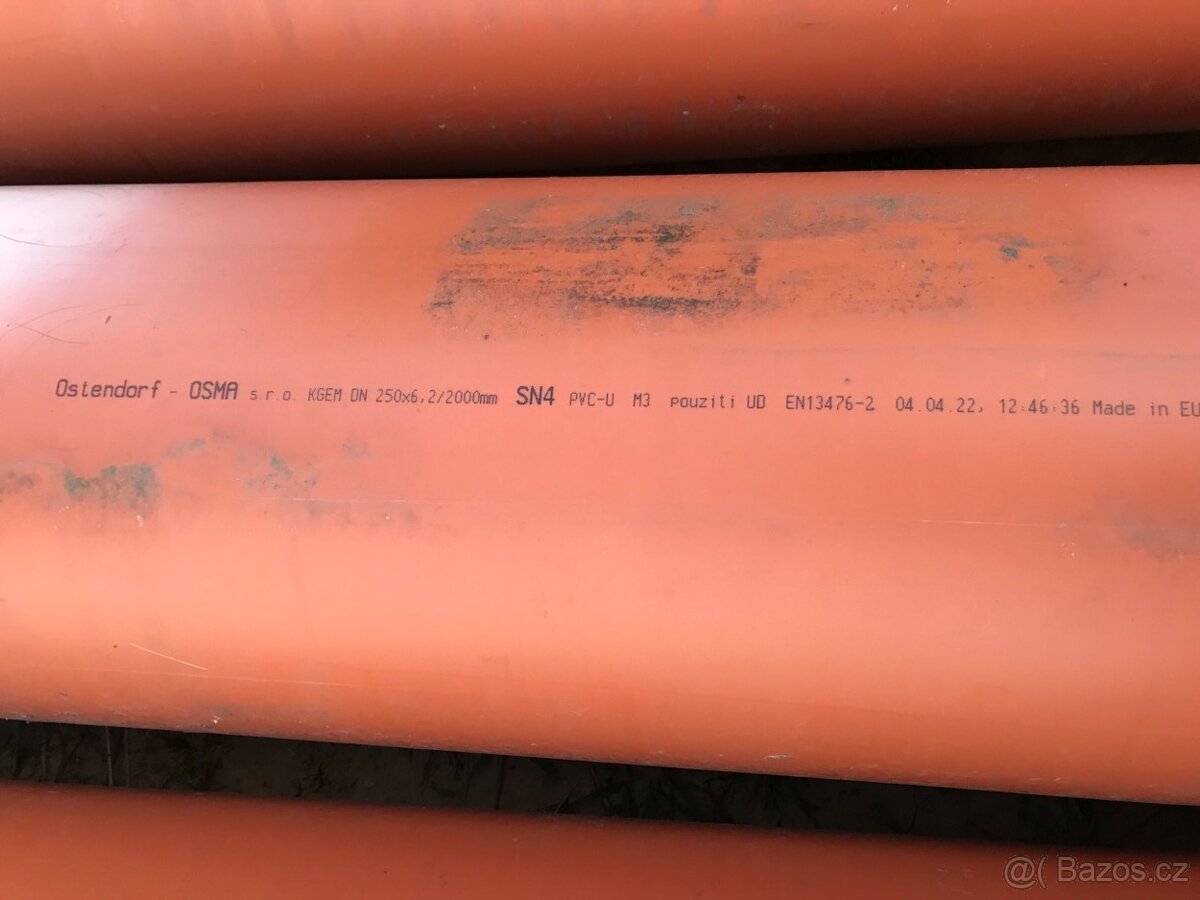 Ostendorf - OSMA s.r.o. KGEM DN 250x6,2/2000mm SN4 PVC-U M3 pouziti UD EN13476-2 04.04.22, 12:46:36 Made in EU
@( Bazos.cz